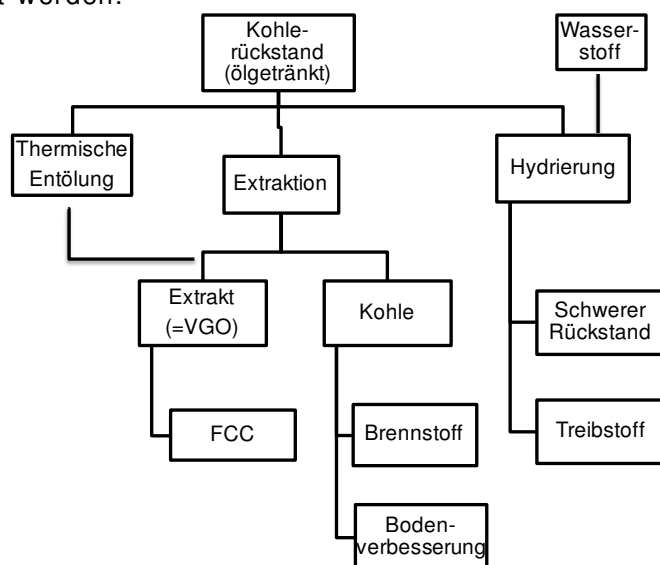 Kohle-
rückstand
(ölgetränkt)
Wasser-
stoff
Thermische
Entölung
Extraktion
Hydrierung
Extrakt
(=VGO)
Kohle
Schwerer
Rückstand
FCC
Brennstoff
Treibstoff
Boden-
verbesserung